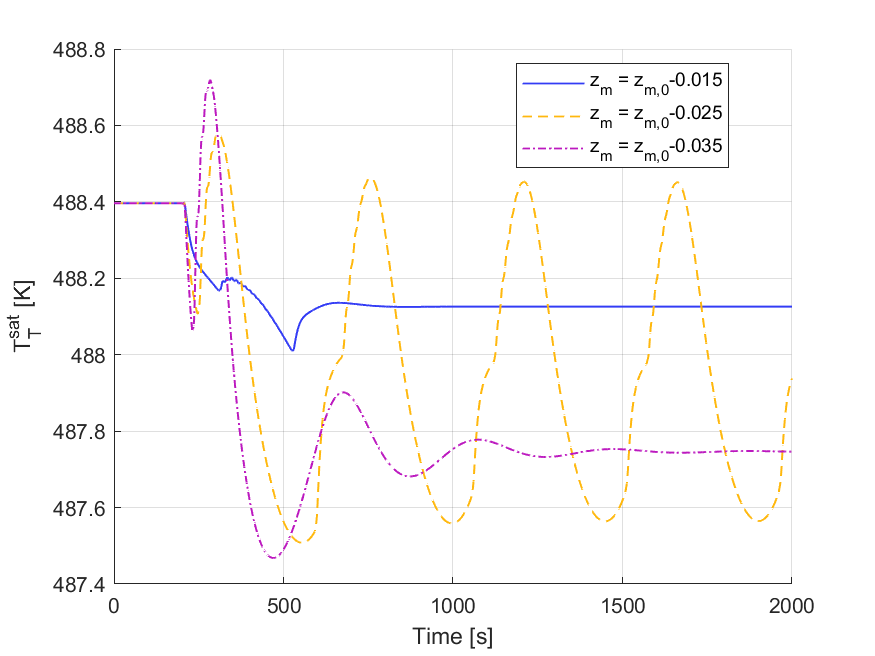 488.8
488.6
488.4
488.2
488
487.8
487.6
487.4
0
500
1000
1500
2000
Time [s]
T_T^sat [K]
z_m = z_m,0-0.015
z_m = z_m,0-0.025
z_m = z_m,0-0.035